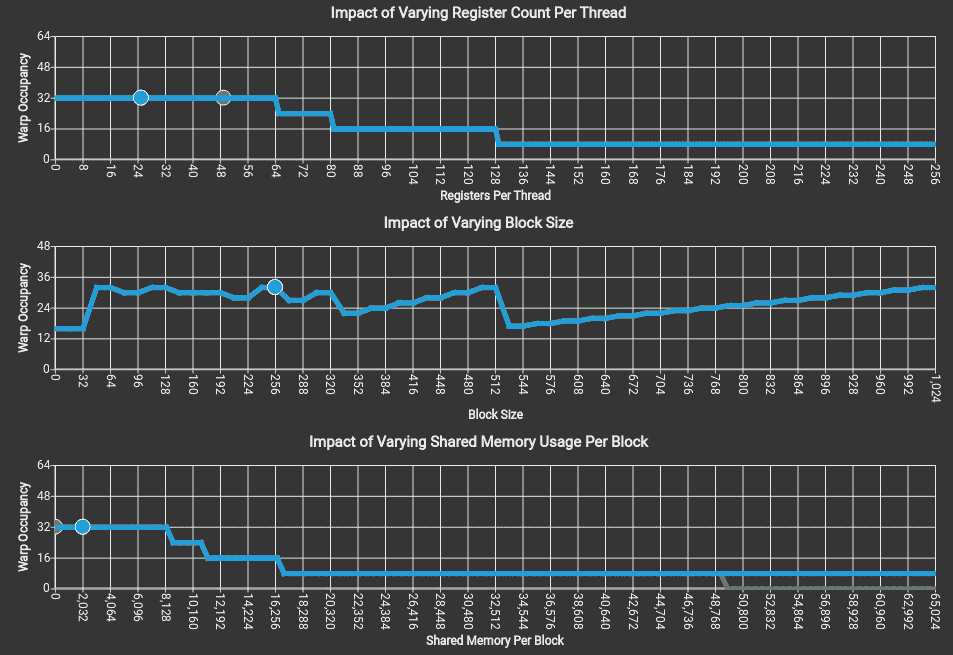 Impact of Varying Register Count Per Thread
64
48
32
16
0
Warp Occupancy
0 8 16 24 32 40 48 56 64 72 80 88 96 104 112 120 128 136 144 152 160 168 176 184 192 200 208 216 224 232 240 248 256
Registers Per Thread
Impact of Varying Block Size
48
36
24
12
0
Warp Occupancy
0 32 64 96 128 160 192 224 256 288 320 352 384 416 448 480 512 544 576 608 640 672 704 736 768 800 832 864 896 928 960 992 1,024
Block Size
Impact of Varying Shared Memory Usage Per Block
64
48
32
16
0
Warp Occupancy
0 2,032 4,064 6,096 8,128 10,160 12,192 14,224 16,256 18,288 20,320 22,352 24,384 26,416 28,448 30,480 32,512 34,544 36,576 38,608 40,640 42,672 44,704 46,736 48,768 50,800 52,832 54,864 56,896 58,928 60,960 62,992 65,024
Shared Memory Per Block